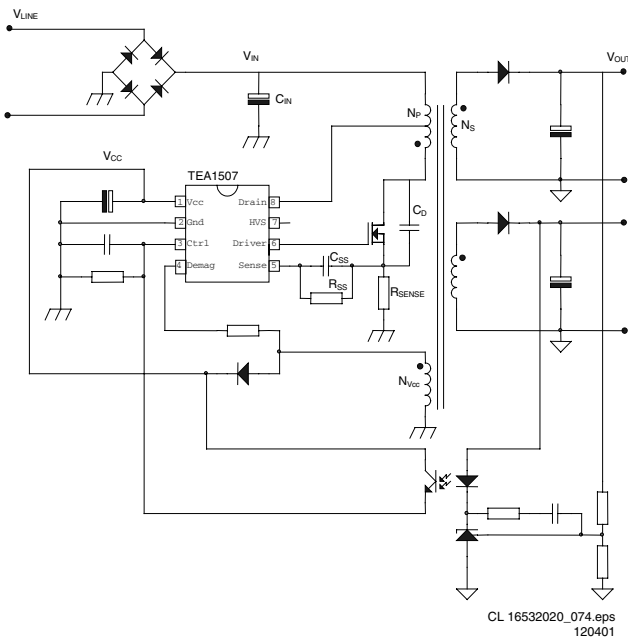 VLINE
VOUT
VIN
CIN
NP
NS
VCC
TEA1507
1 Vcc Drain 8
2 Gnd HVS 7
3 Ctrl Driver 6
4 Demag Sense 5
CD
CSS
RSS
RSENSE
NVcc
CL 16532020_074.eps
120401